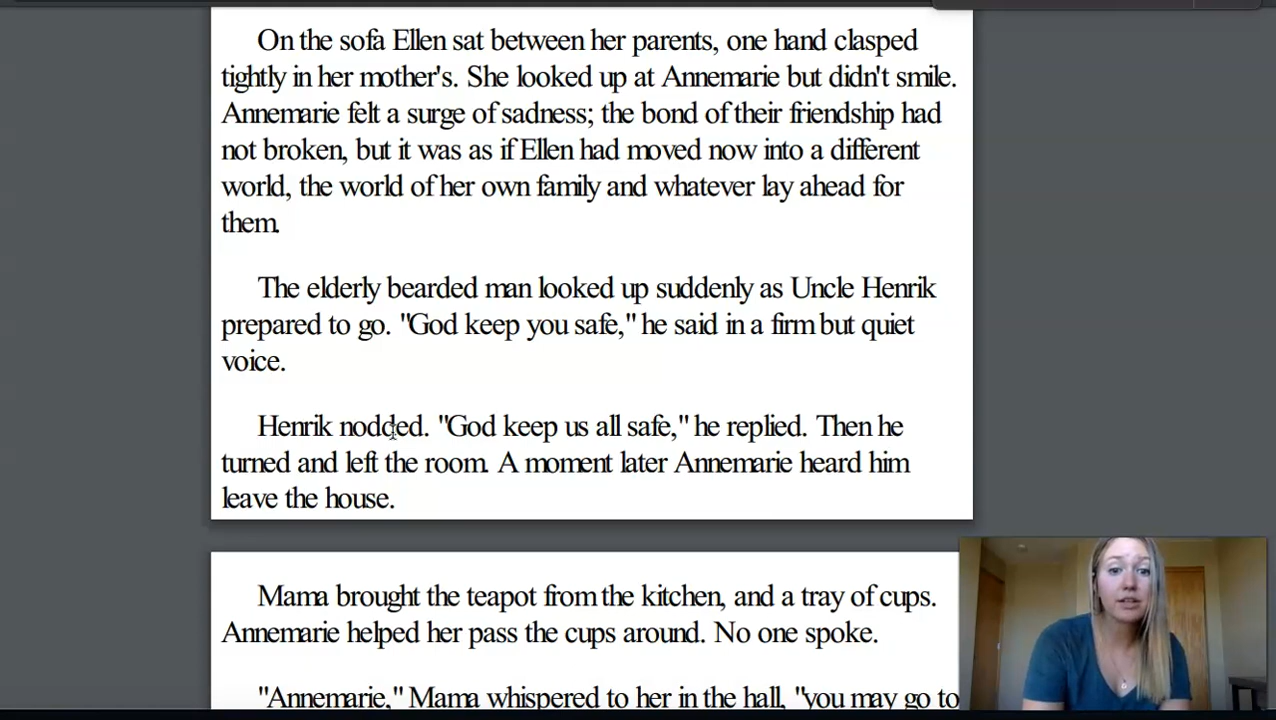 On the sofa Ellen sat between her parents, one hand clasped
tightly in her mother's. She looked up at Annemarie but didn't smile.
Annemarie felt a surge of sadness; the bond of their friendship had
not broken, but it was as if Ellen had moved now into a different
world, the world of her own family and whatever lay ahead for
them.
The elderly bearded man looked up suddenly as Uncle Henrik
prepared to go. "God keep you safe," he said in a firm but quiet
voice.
Henrik nodded. "God keep us all safe," he replied. Then he
turned and left the room. A moment later Annemarie heard him
leave the house.
Mama brought the teapot from the kitchen, and a tray of cups.
Annemarie helped her pass the cups around. No one spoke.
"Annemarie," Mama whispered to her in the hall, "you may go to